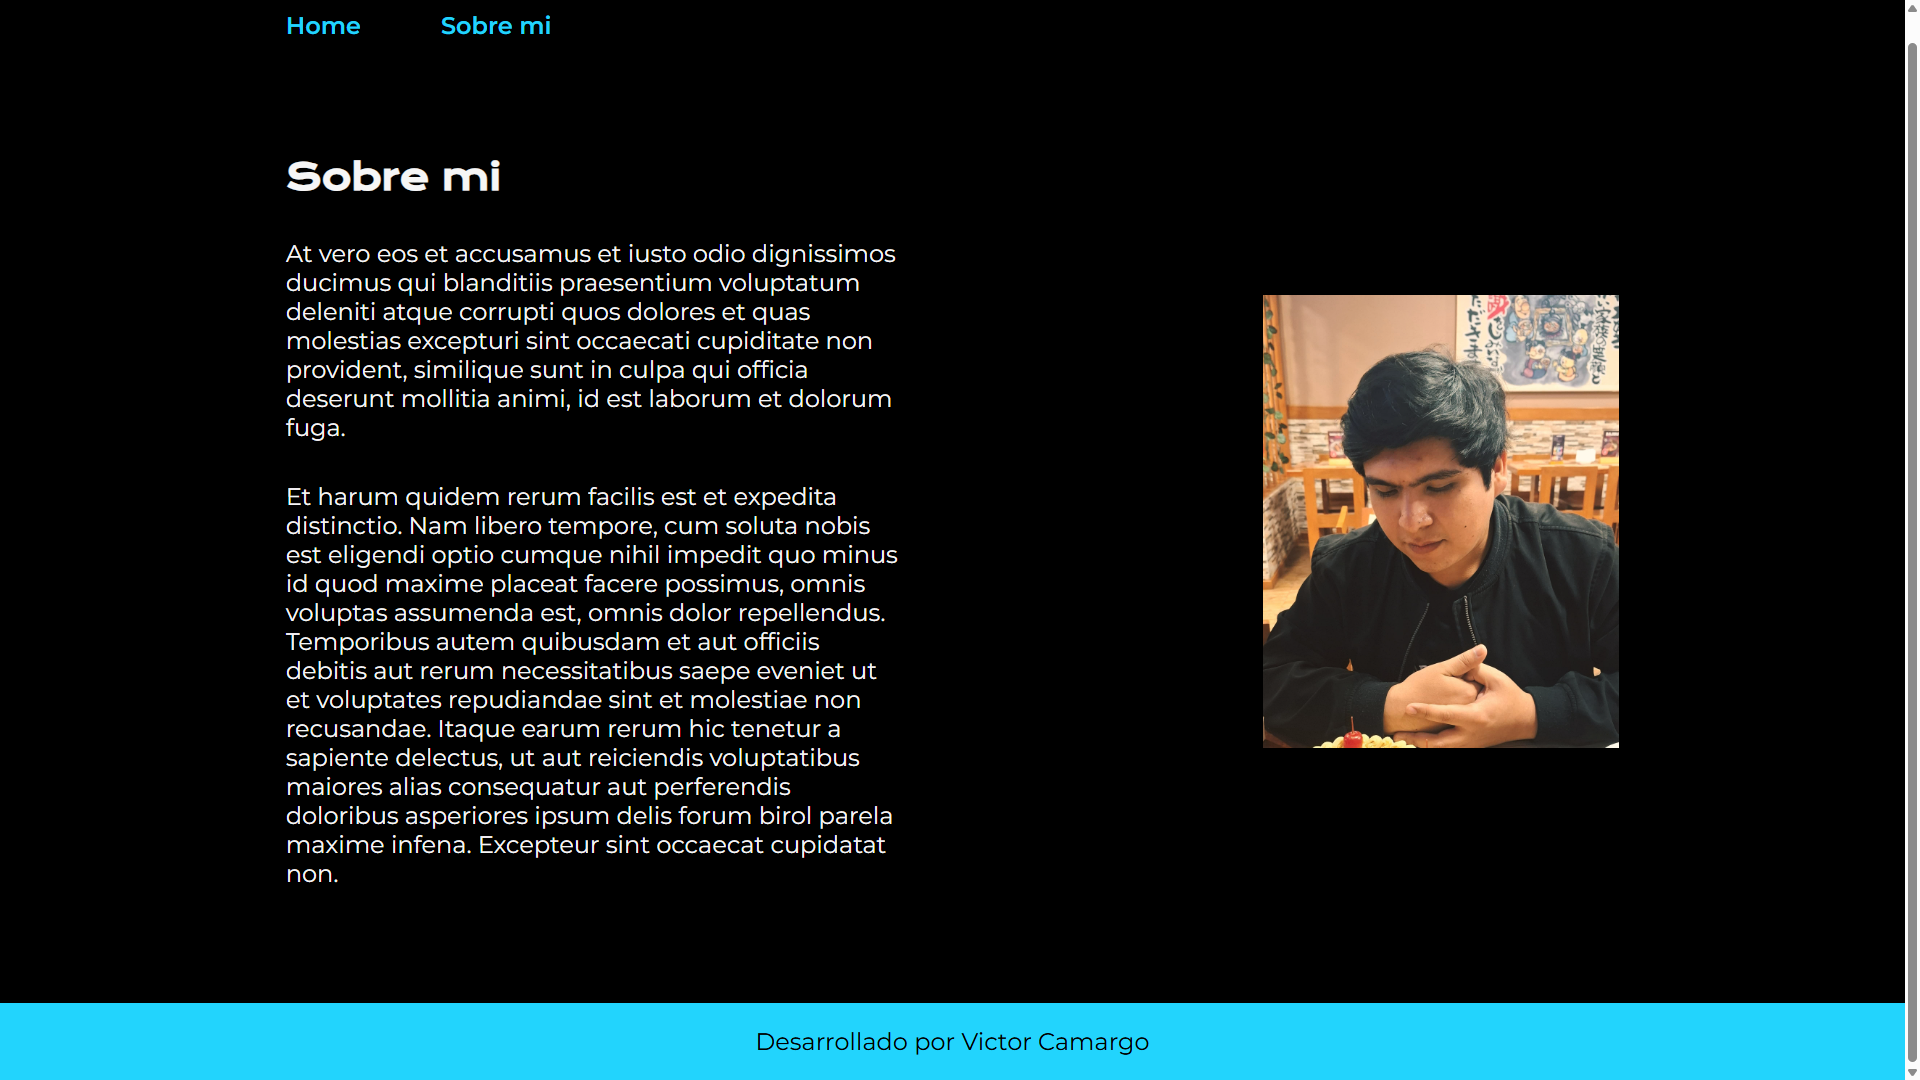 Home Sobre mi
Sobre mi
At vero eos et accusamus et iusto odio dignissimos
ducimus qui blanditiis praesentium voluptatum
deleniti atque corrupti quos dolores et quas
molestias excepturi sint occaecati cupiditate non
provident, similique sunt in culpa qui officia
deserunt mollitia animi, id est laborum et dolorum
fuga.
Et harum quidem rerum facilis est et expedita
distinctio. Nam libero tempore, cum soluta nobis
est eligendi optio cumque nihil impedit quo minus
id quod maxime placeat facere possimus, omnis
voluptas assumenda est, omnis dolor repellendus.
Temporibus autem quibusdam et aut officiis
debitis aut rerum necessitatibus saepe eveniet ut
et voluptates repudiandae sint et molestiae non
recusandae. Itaque earum rerum hic tenetur a
sapiente delectus, ut aut reiciendis voluptatibus
maiores alias consequatur aut perferendis
doloribus asperiores ipsum delis forum birol parela
maxime infena. Excepteur sint occaecat cupidatat
non.
Desarrollado por Victor Camargo